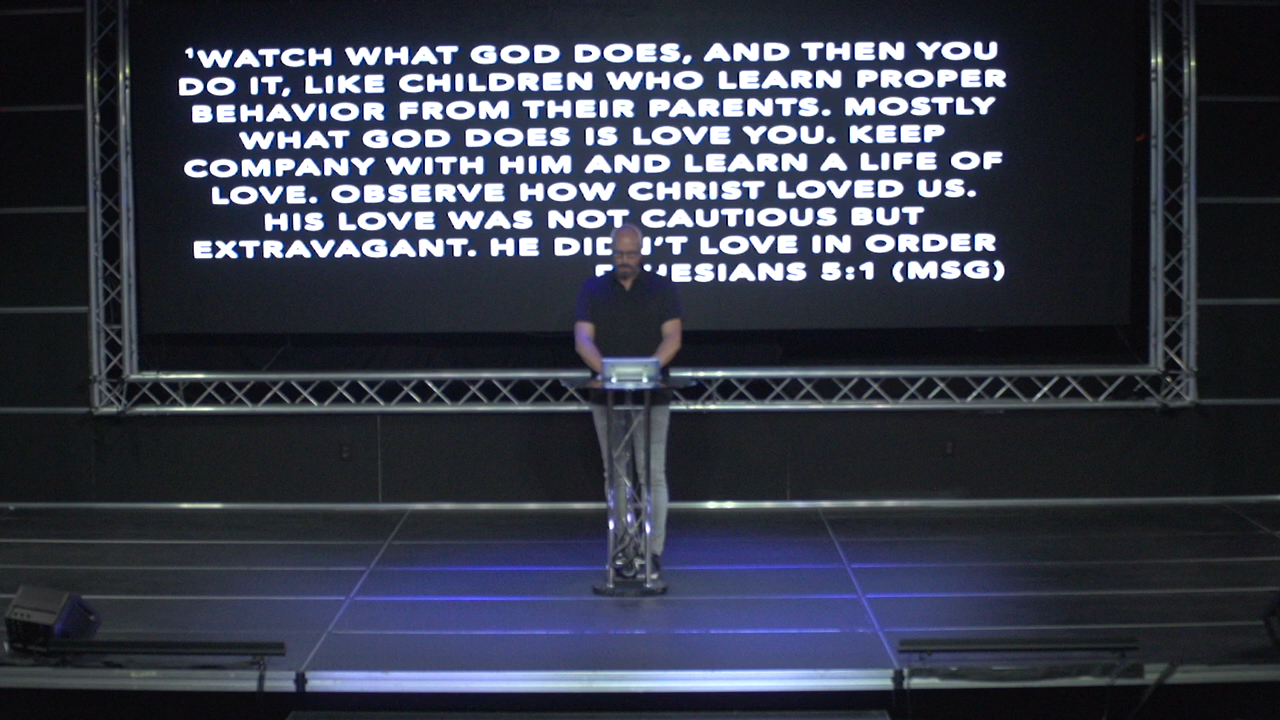 ¹WATCH WHAT GOD DOES, AND THEN YOU
DO IT, LIKE CHILDREN WHO LEARN PROPER
BEHAVIOR FROM THEIR PARENTS. MOSTLY
WHAT GOD DOES IS LOVE YOU. KEEP
COMPANY WITH HIM AND LEARN A LIFE OF
LOVE. OBSERVE HOW CHRIST LOVED US.
HIS LOVE WAS NOT CAUTIOUS BUT
EXTRAVAGANT. HE DIDN'T LOVE IN ORDER
EPHESIANS 5:1 (MSG)